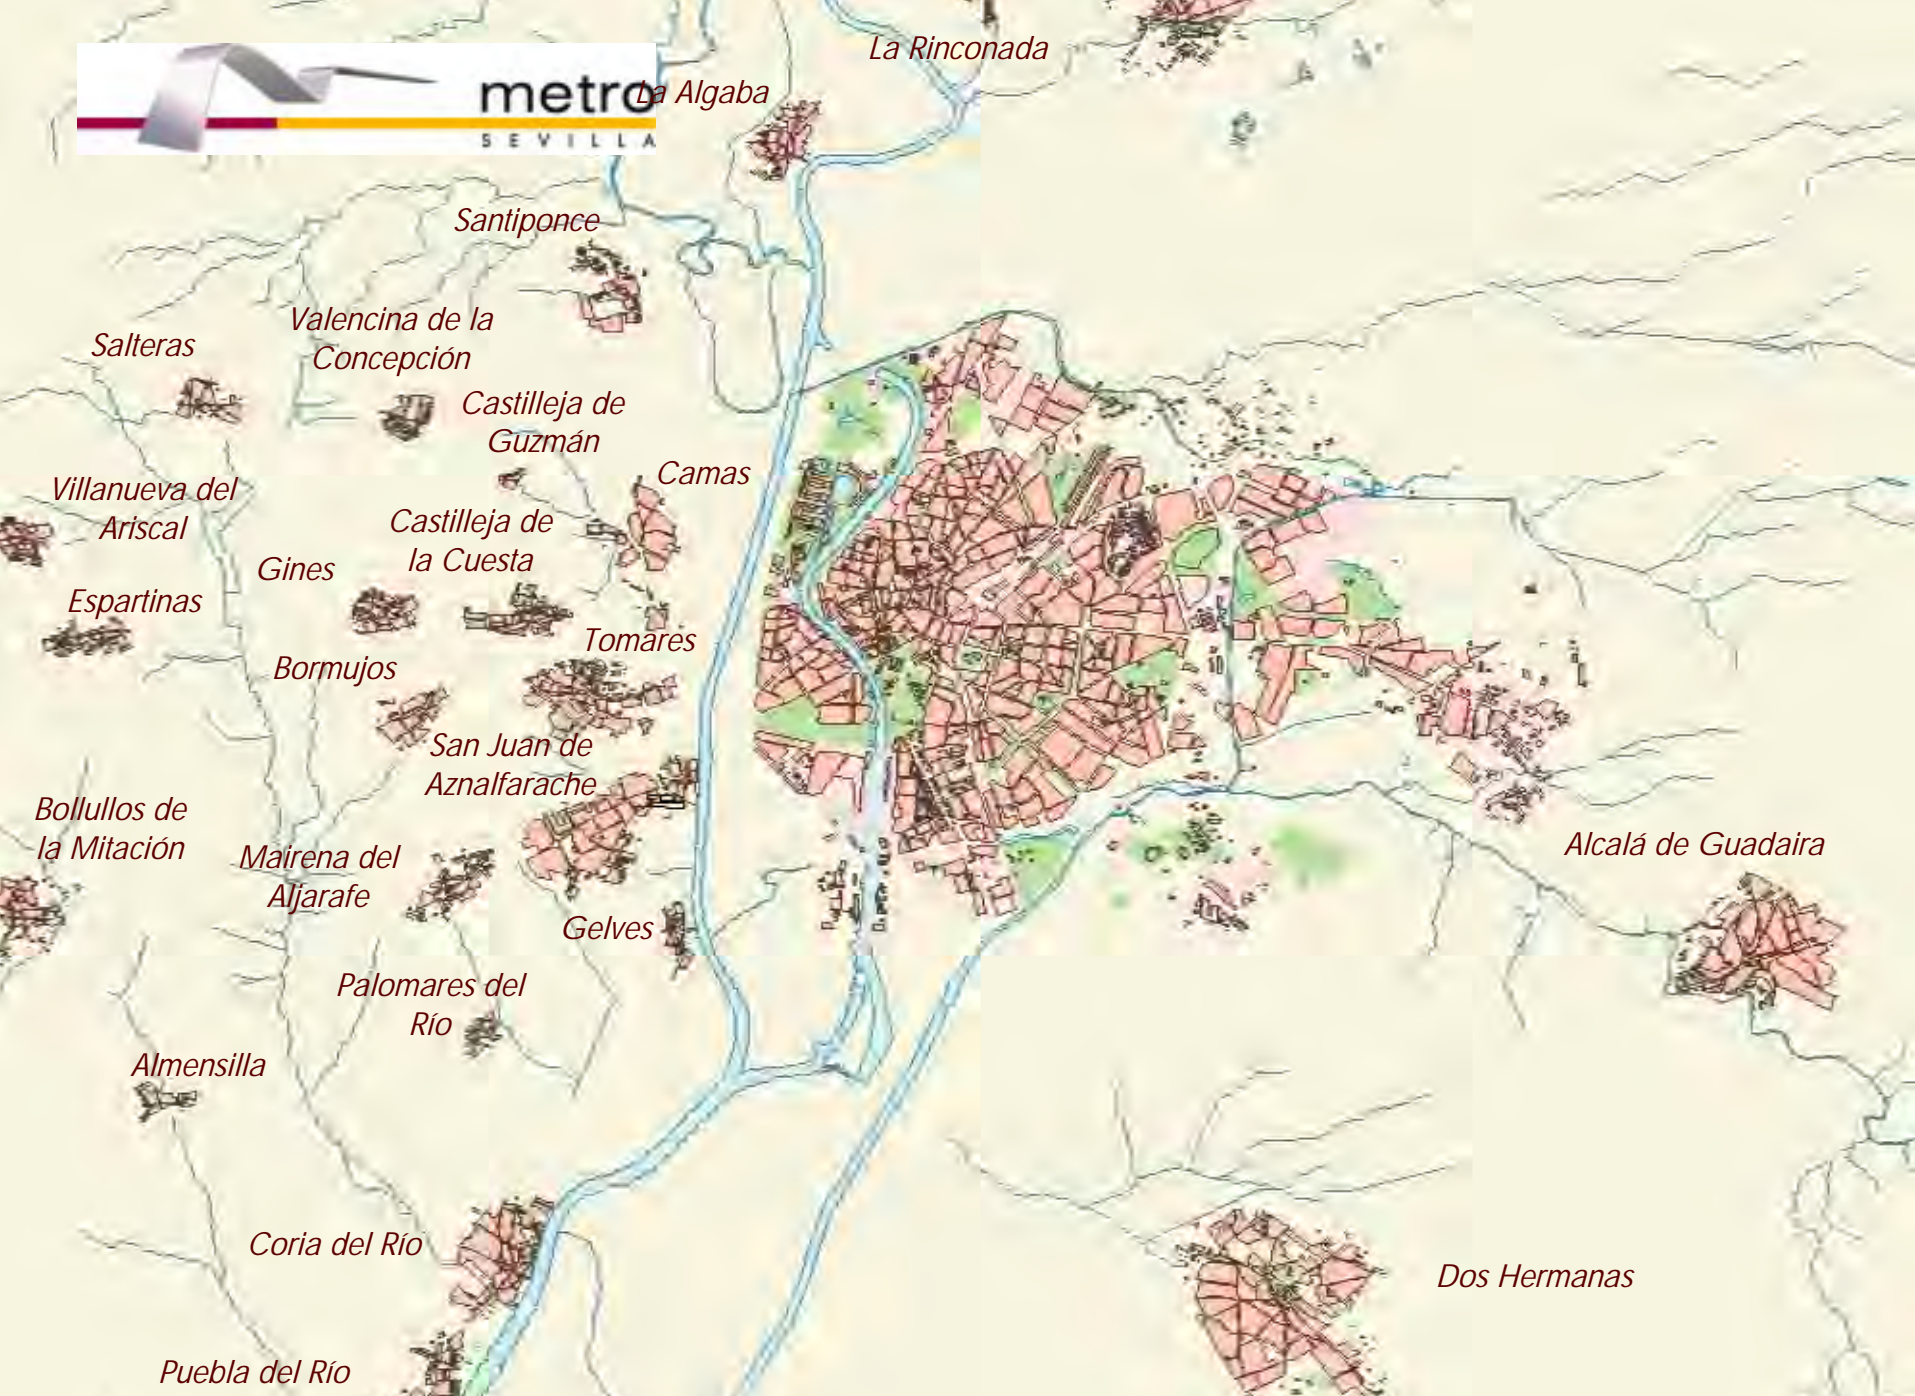 La Rinconada
metro
SEVILLA
La Algaba
Santiponce
Valencina de la
Concepción
Salteras
Castilleja de
Guzmán
Camas
Villanueva del
Ariscal
Castilleja de
la Cuesta
Gines
Espartinas
Tomares
Bormujos
San Juan de
Aznalfarache
Bollullos de
la Mitación
Mairena del
Aljarafe
Alcalá de Guadaira
Gelves
Palomares del
Río
Almensilla
Coria del Río
Dos Hermanas
Puebla del Río